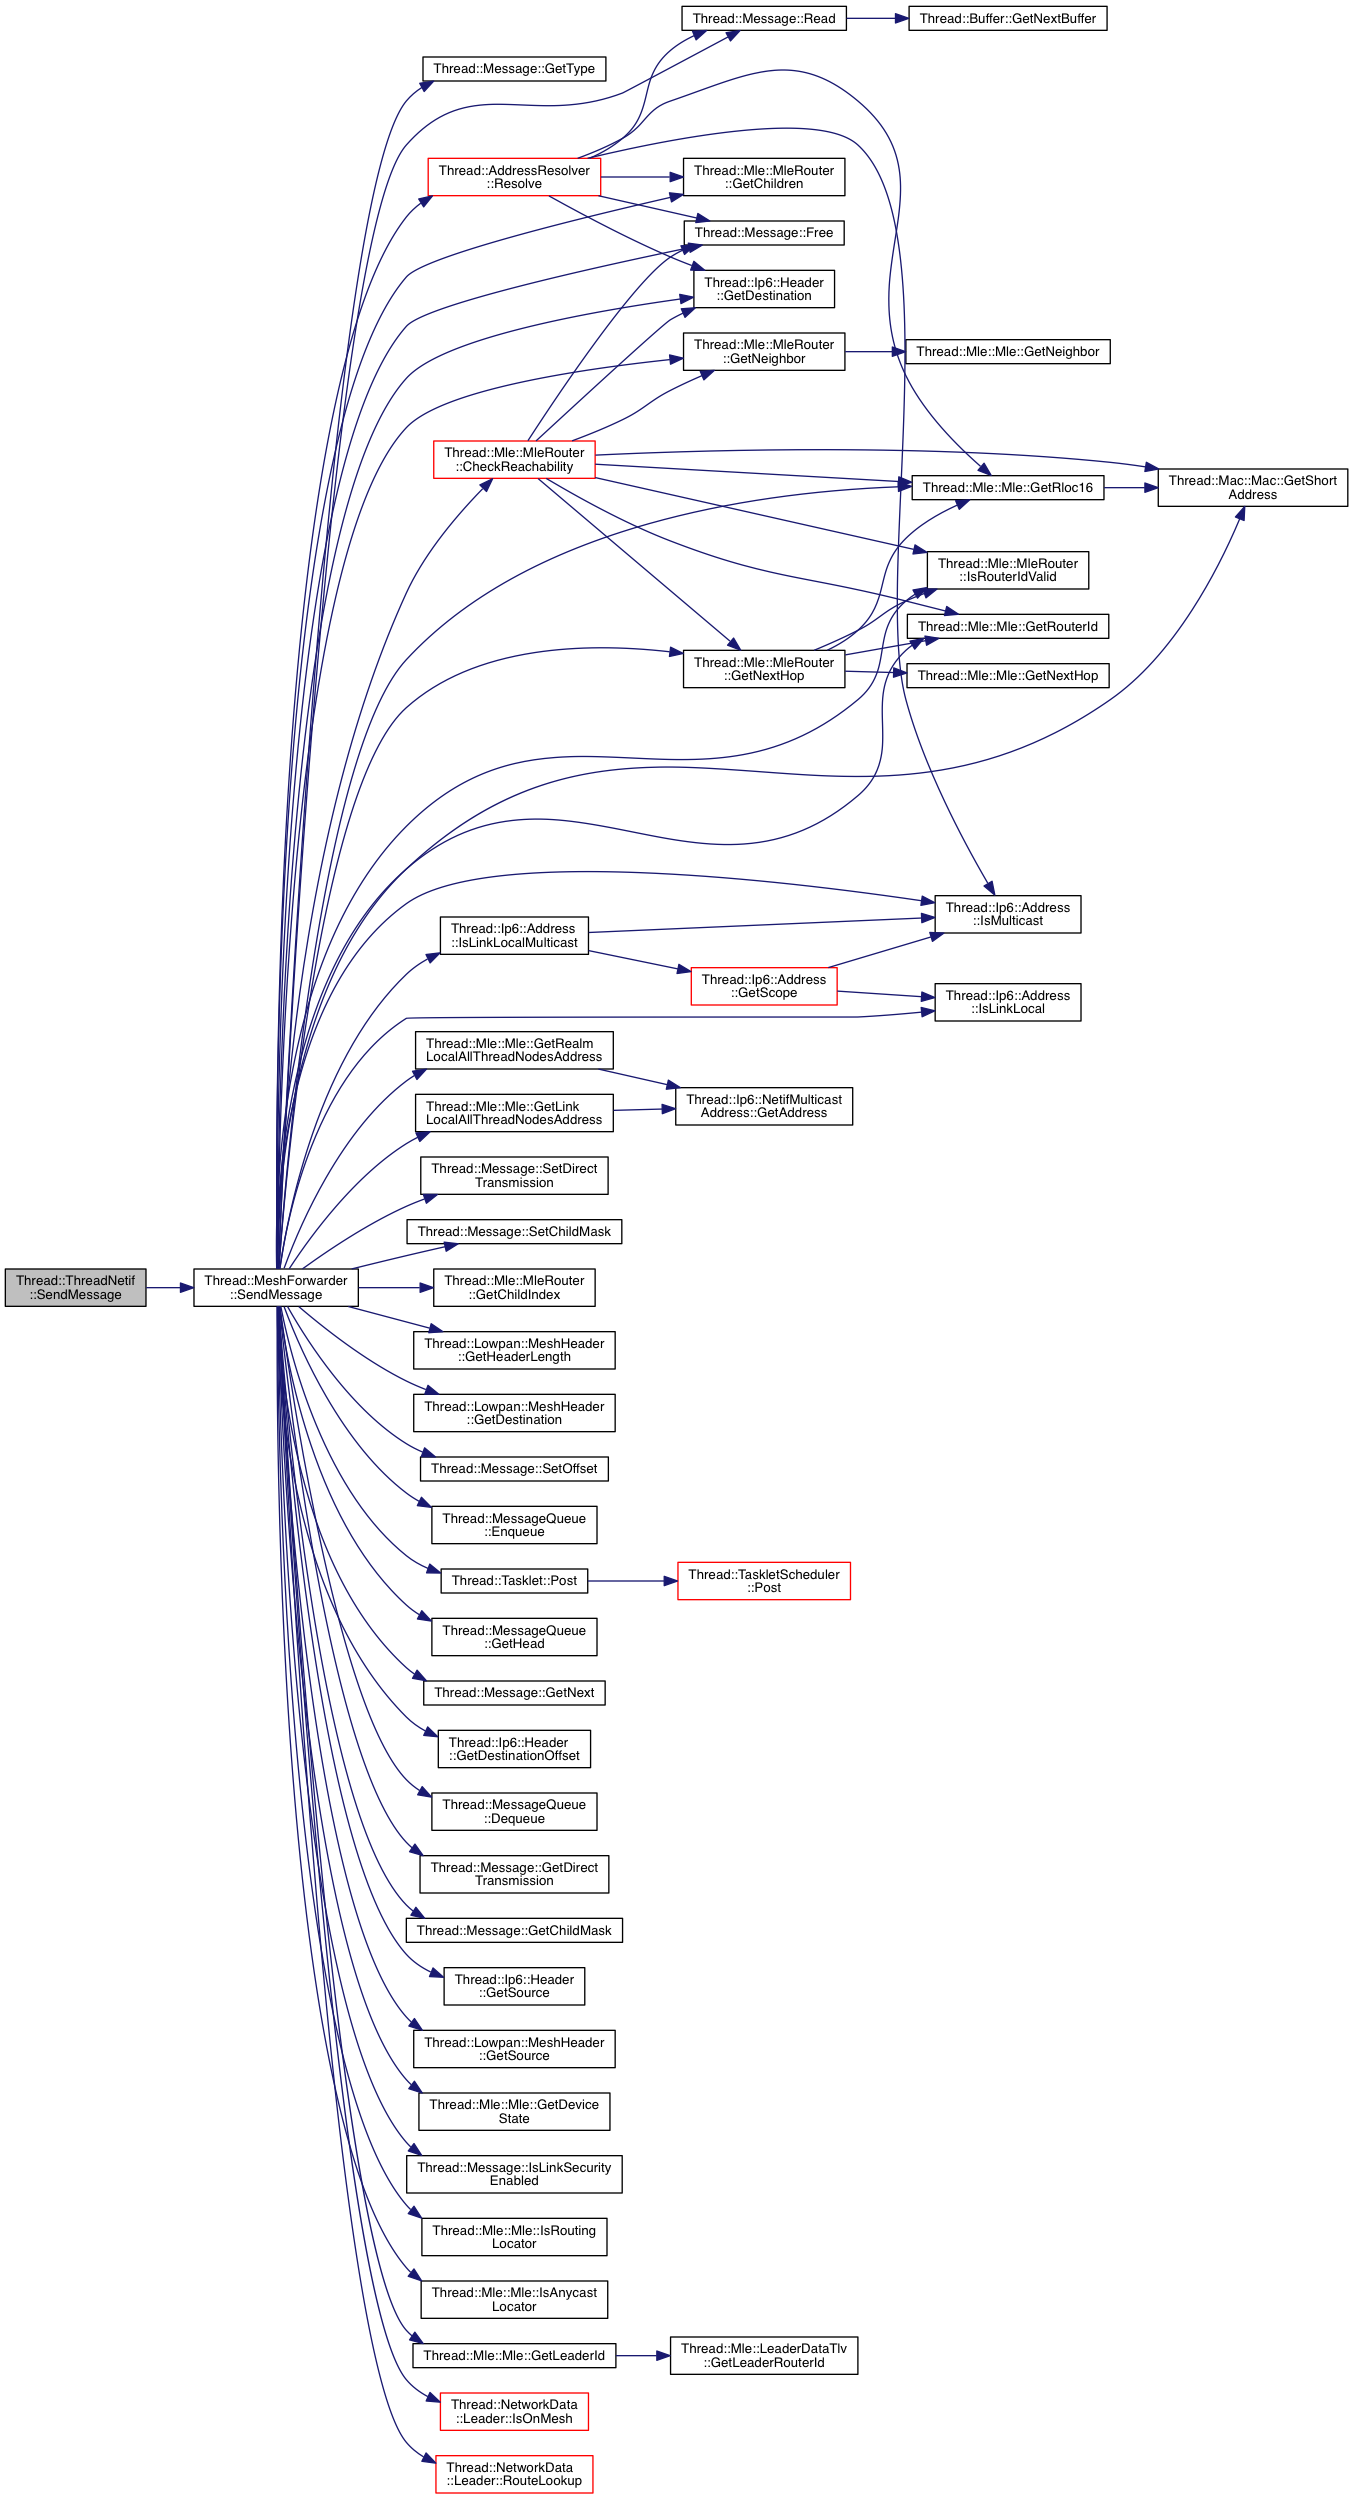 Thread::Message::Read
Thread::Buffer::GetNextBuffer
Thread::Message::GetType
Thread::AddressResolver
::Resolve
Thread::Mle::MleRouter
::GetChildren
Thread::Message::Free
Thread::Ip6::Header
::GetDestination
Thread::Mle::MleRouter
::GetNeighbor
Thread::Mle::Mle::GetNeighbor
Thread::Mle::MleRouter
::CheckReachability
Thread::Mle::Mle::GetRloc16
Thread::Mac::Mac::GetShort
Address
Thread::Mle::MleRouter
::IsRouterIdValid
Thread::Mle::Mle::GetRouterId
Thread::Mle::MleRouter
::GetNextHop
Thread::Mle::Mle::GetNextHop
Thread::Ip6::Address
::IsMulticast
Thread::Ip6::Address
::IsLinkLocalMulticast
Thread::Ip6::Address
::GetScope
Thread::Ip6::Address
::IsLinkLocal
Thread::Mle::Mle::GetRealm
LocalAllThreadNodesAddress
Thread::Ip6::NetifMulticast
Address::GetAddress
Thread::Mle::Mle::GetLink
LocalAllThreadNodesAddress
Thread::Message::SetDirect
Transmission
Thread::Message::SetChildMask
Thread::ThreadNetif
::SendMessage
Thread::MeshForwarder
::SendMessage
Thread::Mle::MleRouter
::GetChildIndex
Thread::Lowpan::MeshHeader
::GetHeaderLength
Thread::Lowpan::MeshHeader
::GetDestination
Thread::Message::SetOffset
Thread::MessageQueue
::Enqueue
Thread::Tasklet::Post
Thread::TaskletScheduler
::Post
Thread::MessageQueue
::GetHead
Thread::Message::GetNext
Thread::Ip6::Header
::GetDestinationOffset
Thread::MessageQueue
::Dequeue
Thread::Message::GetDirect
Transmission
Thread::Message::GetChildMask
Thread::Ip6::Header
::GetSource
Thread::Lowpan::MeshHeader
::GetSource
Thread::Mle::Mle::GetDevice
State
Thread::Message::IsLinkSecurity
Enabled
Thread::Mle::Mle::IsRouting
Locator
Thread::Mle::Mle::IsAnycast
Locator
Thread::Mle::Mle::GetLeaderId
Thread::Mle::LeaderDataTlv
::GetLeaderRouterId
Thread::NetworkData
::Leader::IsOnMesh
Thread::NetworkData
::Leader::RouteLookup